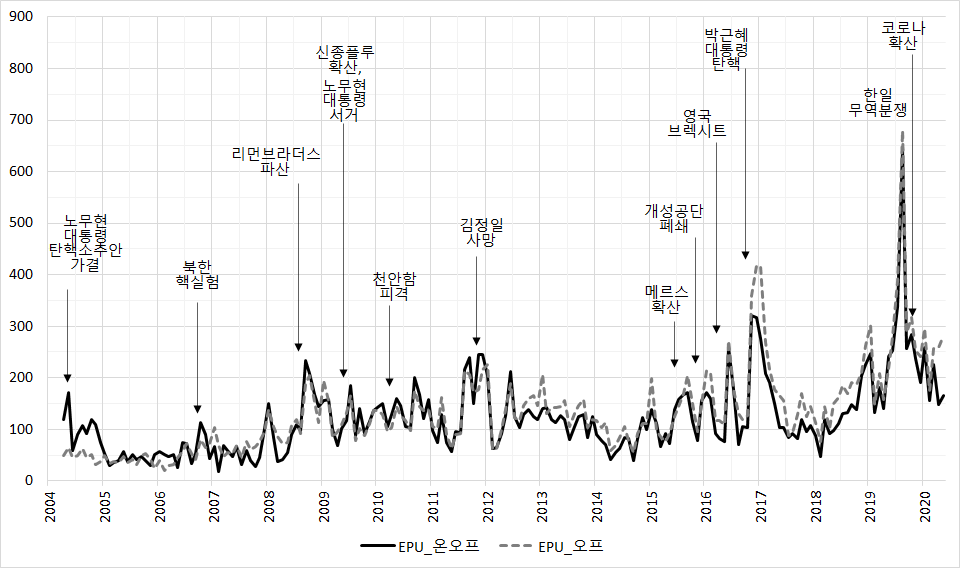 900
800
700
600
500
400
300
200
100
0
노무현
대통령
탄핵소추안
가결
북한
핵실험
리먼브라더스
파산
신종플루
확산,
노무현
대통령
서거
천안함
피격
김정일
사망
메르스
확산
개성공단
폐쇄
영국
브렉시트
박근혜
대통령
탄핵
한일
무역분쟁
코로나
확산
2004
2005
2006
2007
2008
2009
2010
2011
2012
2013
2014
2015
2016
2017
2018
2019
2020
EPU_온오프
EPU_오프